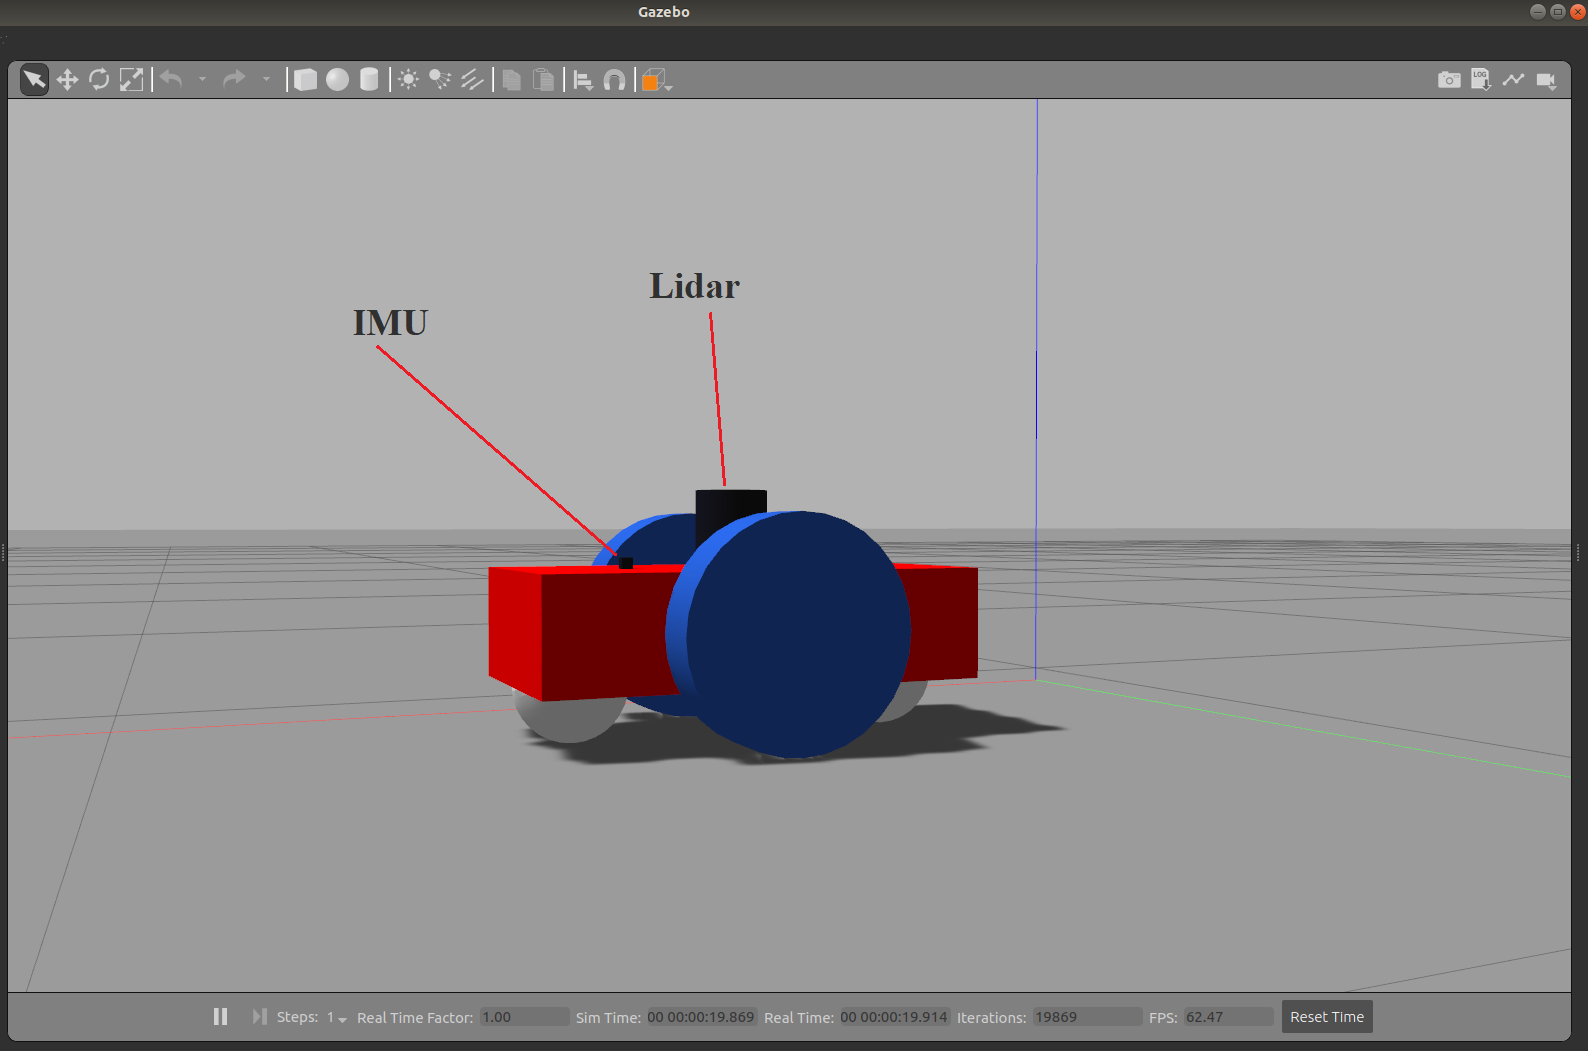 Gazebo
LOG
Lidar
IMU
Steps: 1 Real Time Factor: 1.00 Sim Time: 00 00:00:19.869 Real Time: 00 00:00:19.914 Iterations: 19869 FPS: 62.47 Reset Time